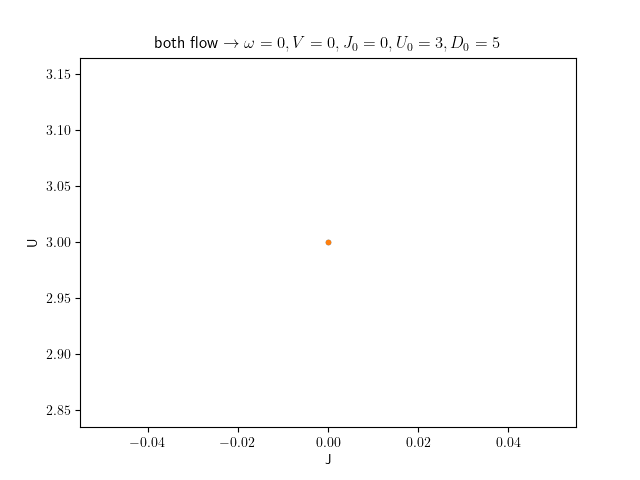 both flow → ω = 0, V = 0, J₀ = 0, U₀ = 3, D₀ = 5
3.15
3.10
3.05
3.00
2.95
2.90
2.85
U
−0.04 −0.02 0.00 0.02 0.04
J